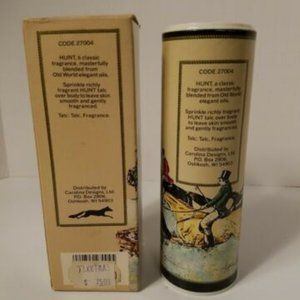 CODE 27004
HUNT, a classic
fragrance, masterfully
blended from
Old World elegant oils.
Sprinkle richly
fragrant HUNT talc
over body to leave skin
smooth and gently
fragranced.
Talc: Talc, Fragrance.
Distributed by
Carolina Designs, Ltd.
P.O. Box 2906,
Oshkosh, WI 54903
CODE 27004
HUNT, a classic
fragrance, masterfully
blended from Old World
elegant oils.
Sprinkle richly
fragrant HUNT talc
over body to leave skin
smooth and gently
fragranced.
Talc: Talc, Fragrance.
Distributed by
Carolina Designs, Ltd.
P.O. Box 2906,
Oshkosh, WI 54903